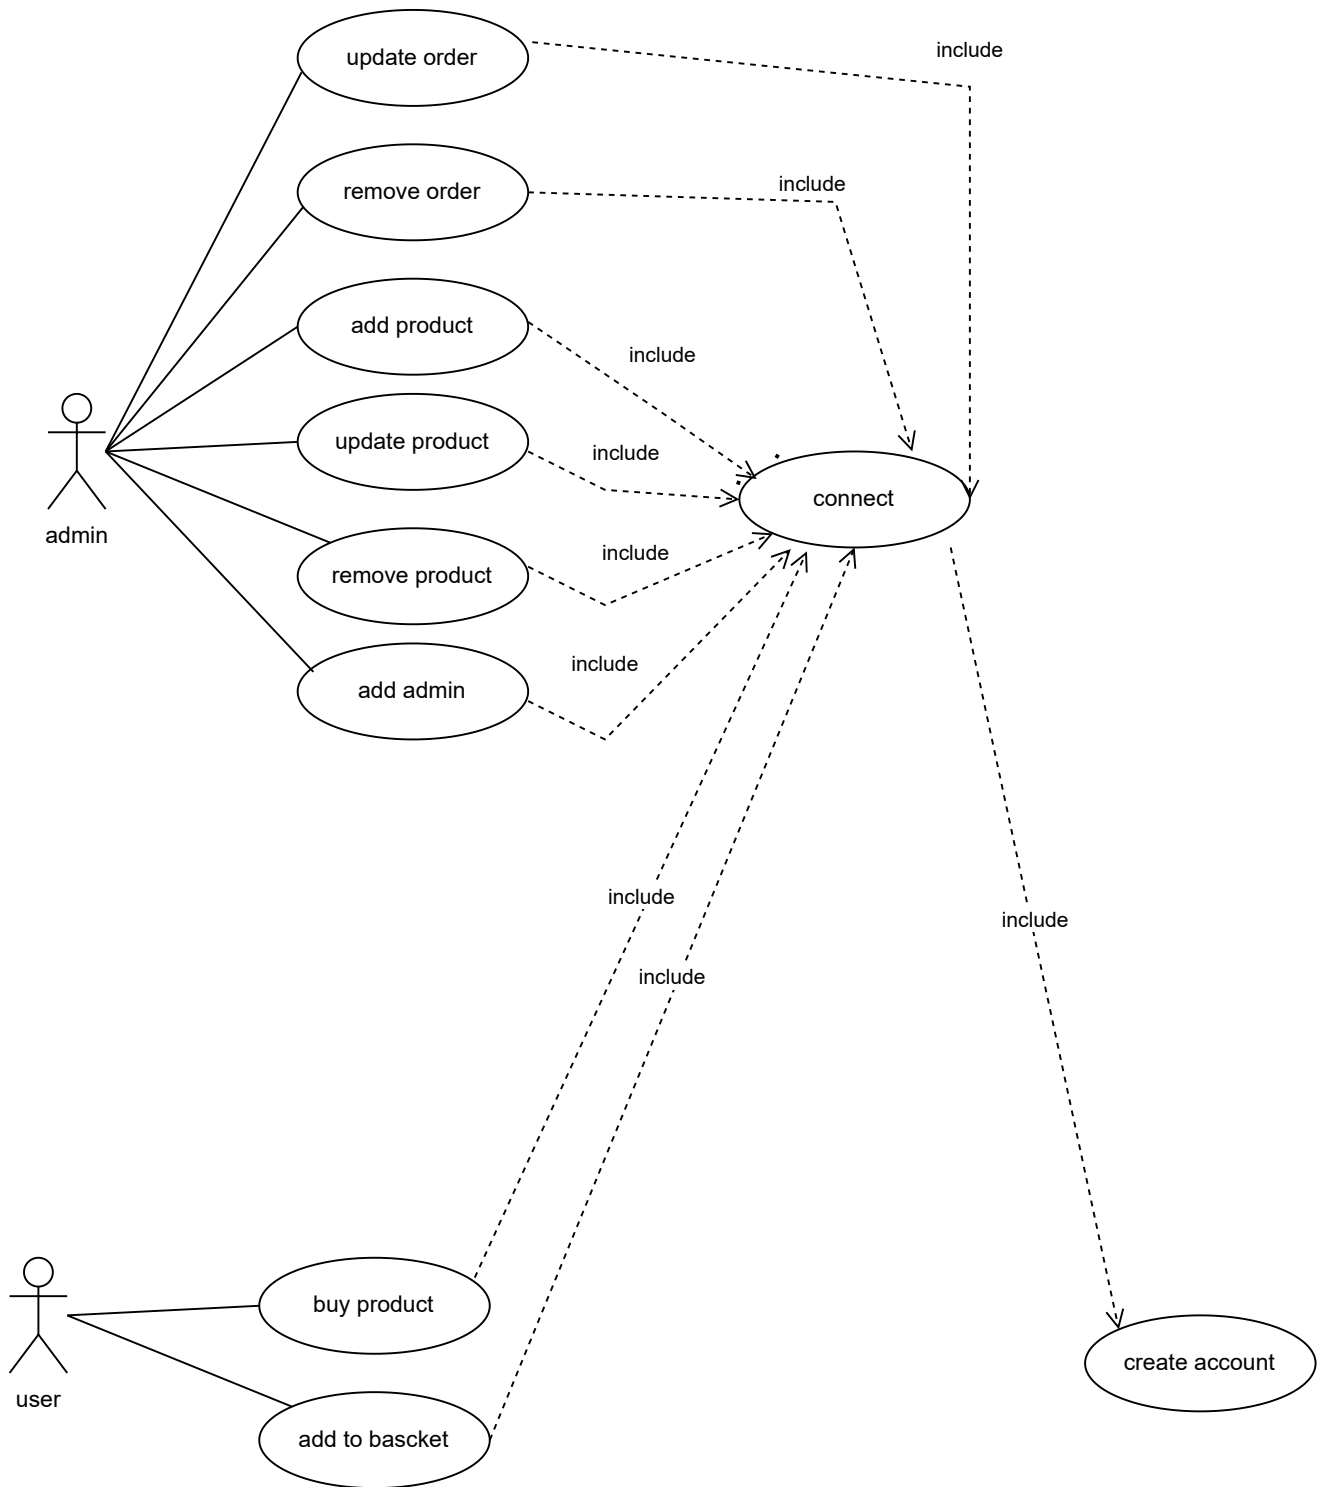 update order
include
remove order
include
add product
include
update product
include
connect
admin
remove product
include
add admin
include
include
include
include
buy product
create account
user
add to bascket